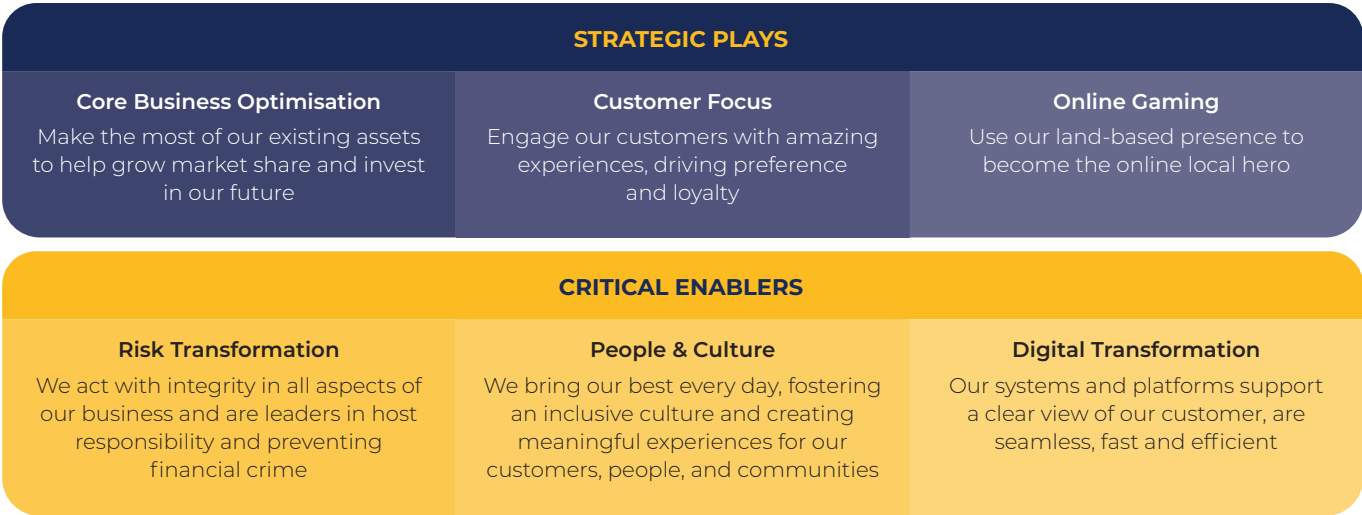 STRATEGIC PLAYS
Core Business Optimisation
Make the most of our existing assets
to help grow market share and invest
in our future
Customer Focus
Engage our customers with amazing
experiences, driving preference
and loyalty
Online Gaming
Use our land-based presence to
become the online local hero
CRITICAL ENABLERS
Risk Transformation
We act with integrity in all aspects of
our business and are leaders in host
responsibility and preventing
financial crime
People & Culture
We bring our best every day, fostering
an inclusive culture and creating
meaningful experiences for our
customers, people, and communities
Digital Transformation
Our systems and platforms support
a clear view of our customer, are
seamless, fast and efficient